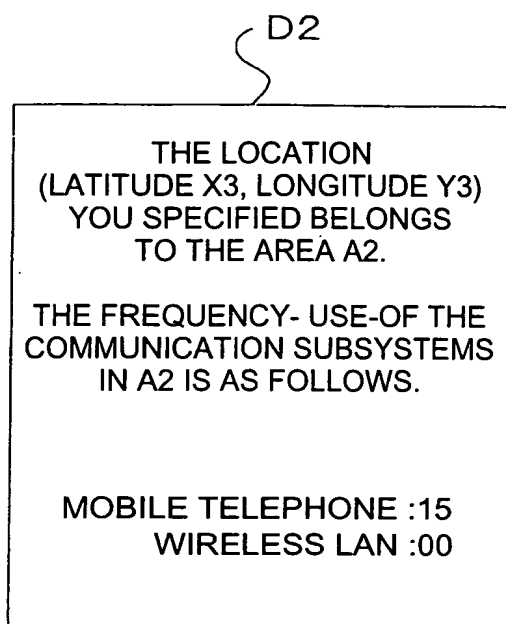 D2
THE LOCATION
(LATITUDE X3, LONGITUDE Y3)
YOU SPECIFIED BELONGS
TO THE AREA A2.
THE FREQUENCY- USE-OF THE
COMMUNICATION SUBSYSTEMS
IN A2 IS AS FOLLOWS.
MOBILE TELEPHONE :15
WIRELESS LAN :00